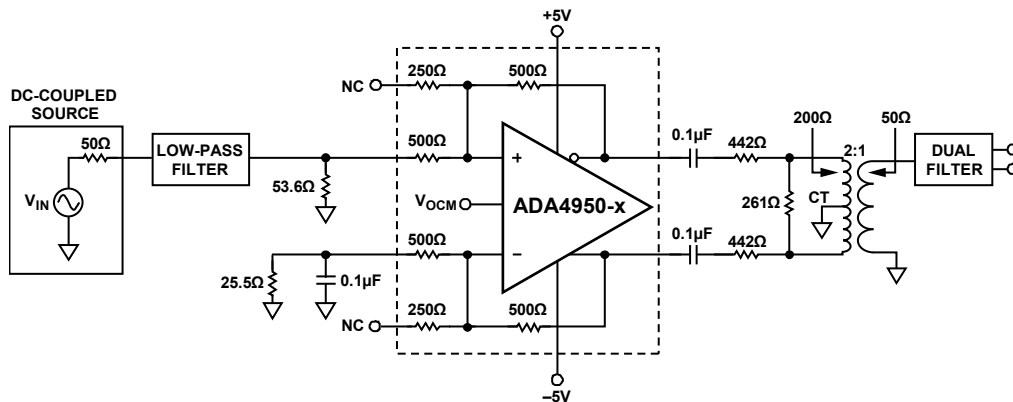 +5V
NC
250Ω
500Ω
DC-COUPLED
SOURCE
50Ω
VIN
LOW-PASS
FILTER
53.6Ω
500Ω
+
VOCM
ADA4950-x
0.1µF
442Ω
200Ω
50Ω
2:1
CT
261Ω
DUAL
FILTER
25.5Ω
0.1µF
500Ω
–
0.1µF
442Ω
NC
250Ω
500Ω
–5V